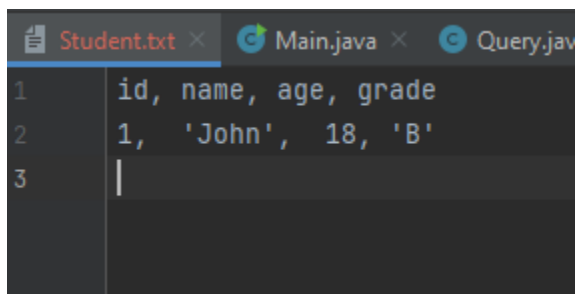 Student.txt Main.java Query.jav
1 id, name, age, grade
2 1, 'John', 18, 'B'
3